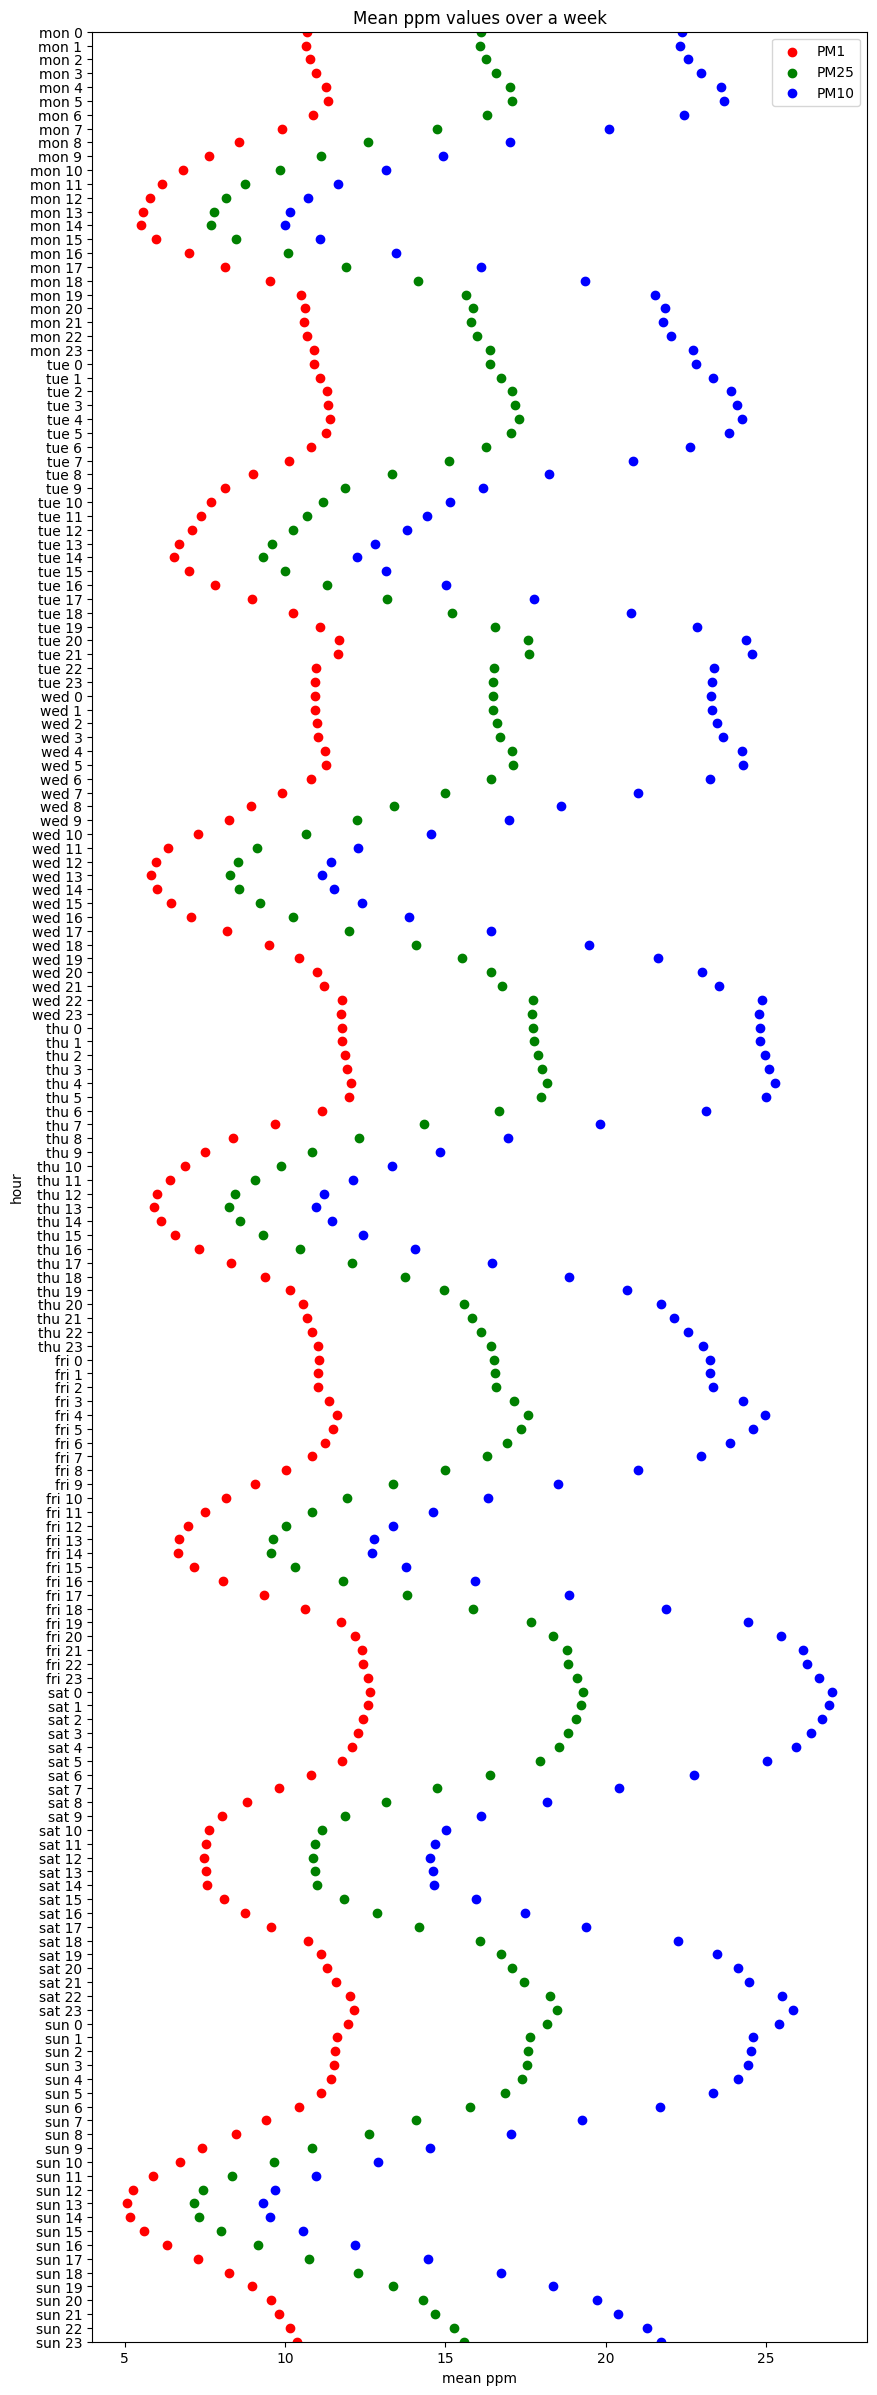 Mean ppm values over a week
PM1
PM25
PM10
mon 0
mon 1
mon 2
mon 3
mon 4
mon 5
mon 6
mon 7
mon 8
mon 9
mon 10
mon 11
mon 12
mon 13
mon 14
mon 15
mon 16
mon 17
mon 18
mon 19
mon 20
mon 21
mon 22
mon 23
tue 0
tue 1
tue 2
tue 3
tue 4
tue 5
tue 6
tue 7
tue 8
tue 9
tue 10
tue 11
tue 12
tue 13
tue 14
tue 15
tue 16
tue 17
tue 18
tue 19
tue 20
tue 21
tue 22
tue 23
wed 0
wed 1
wed 2
wed 3
wed 4
wed 5
wed 6
wed 7
wed 8
wed 9
wed 10
wed 11
wed 12
wed 13
wed 14
wed 15
wed 16
wed 17
wed 18
wed 19
wed 20
wed 21
wed 22
wed 23
thu 0
thu 1
thu 2
thu 3
thu 4
thu 5
thu 6
thu 7
thu 8
thu 9
thu 10
thu 11
thu 12
thu 13
thu 14
thu 15
thu 16
thu 17
thu 18
thu 19
thu 20
thu 21
thu 22
thu 23
fri 0
fri 1
fri 2
fri 3
fri 4
fri 5
fri 6
fri 7
fri 8
fri 9
fri 10
fri 11
fri 12
fri 13
fri 14
fri 15
fri 16
fri 17
fri 18
fri 19
fri 20
fri 21
fri 22
fri 23
sat 0
sat 1
sat 2
sat 3
sat 4
sat 5
sat 6
sat 7
sat 8
sat 9
sat 10
sat 11
sat 12
sat 13
sat 14
sat 15
sat 16
sat 17
sat 18
sat 19
sat 20
sat 21
sat 22
sat 23
sun 0
sun 1
sun 2
sun 3
sun 4
sun 5
sun 6
sun 7
sun 8
sun 9
sun 10
sun 11
sun 12
sun 13
sun 14
sun 15
sun 16
sun 17
sun 18
sun 19
sun 20
sun 21
sun 22
sun 23
hour
5 10 15 20 25
mean ppm